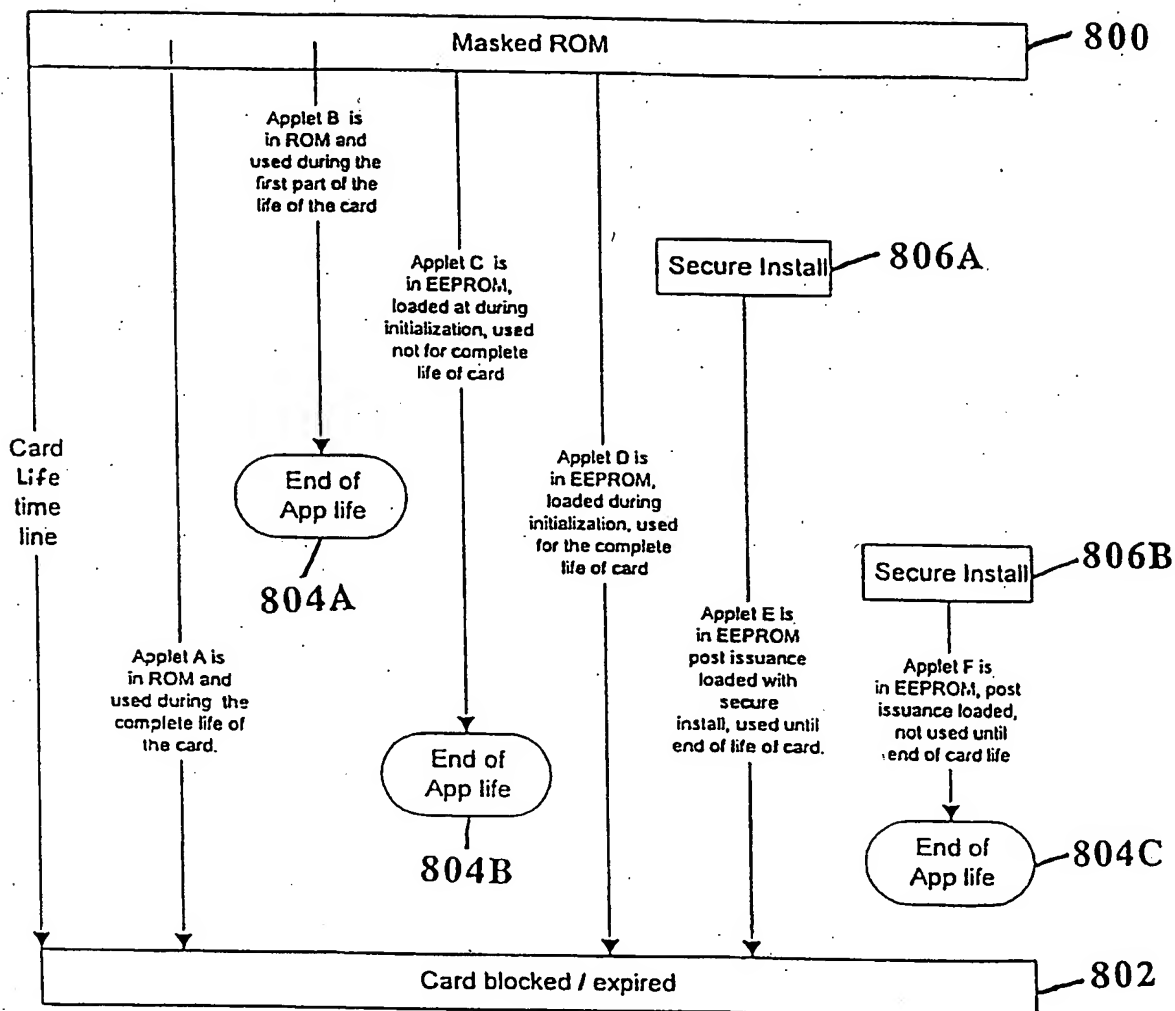 Masked ROM
800
Applet B is
in ROM and
used during the
first part of the
life of the card
Applet C is
in EEPROM,
loaded at during
initialization, used
not for complete
life of card
Secure Install
806A
Card
Life
time
line
End of
App life
804A
Applet D is
in EEPROM,
loaded during
initialization, used
for the complete
life of card
Secure Install
806B
Applet A is
in ROM and
used during the
complete life of
the card.
Applet E is
in EEPROM
post issuance
loaded with
secure
install, used until
end of life of card.
Applet F is
in EEPROM, post
issuance loaded,
not used until
end of card life
End of
App life
804B
End of
App life
804C
Card blocked / expired
802